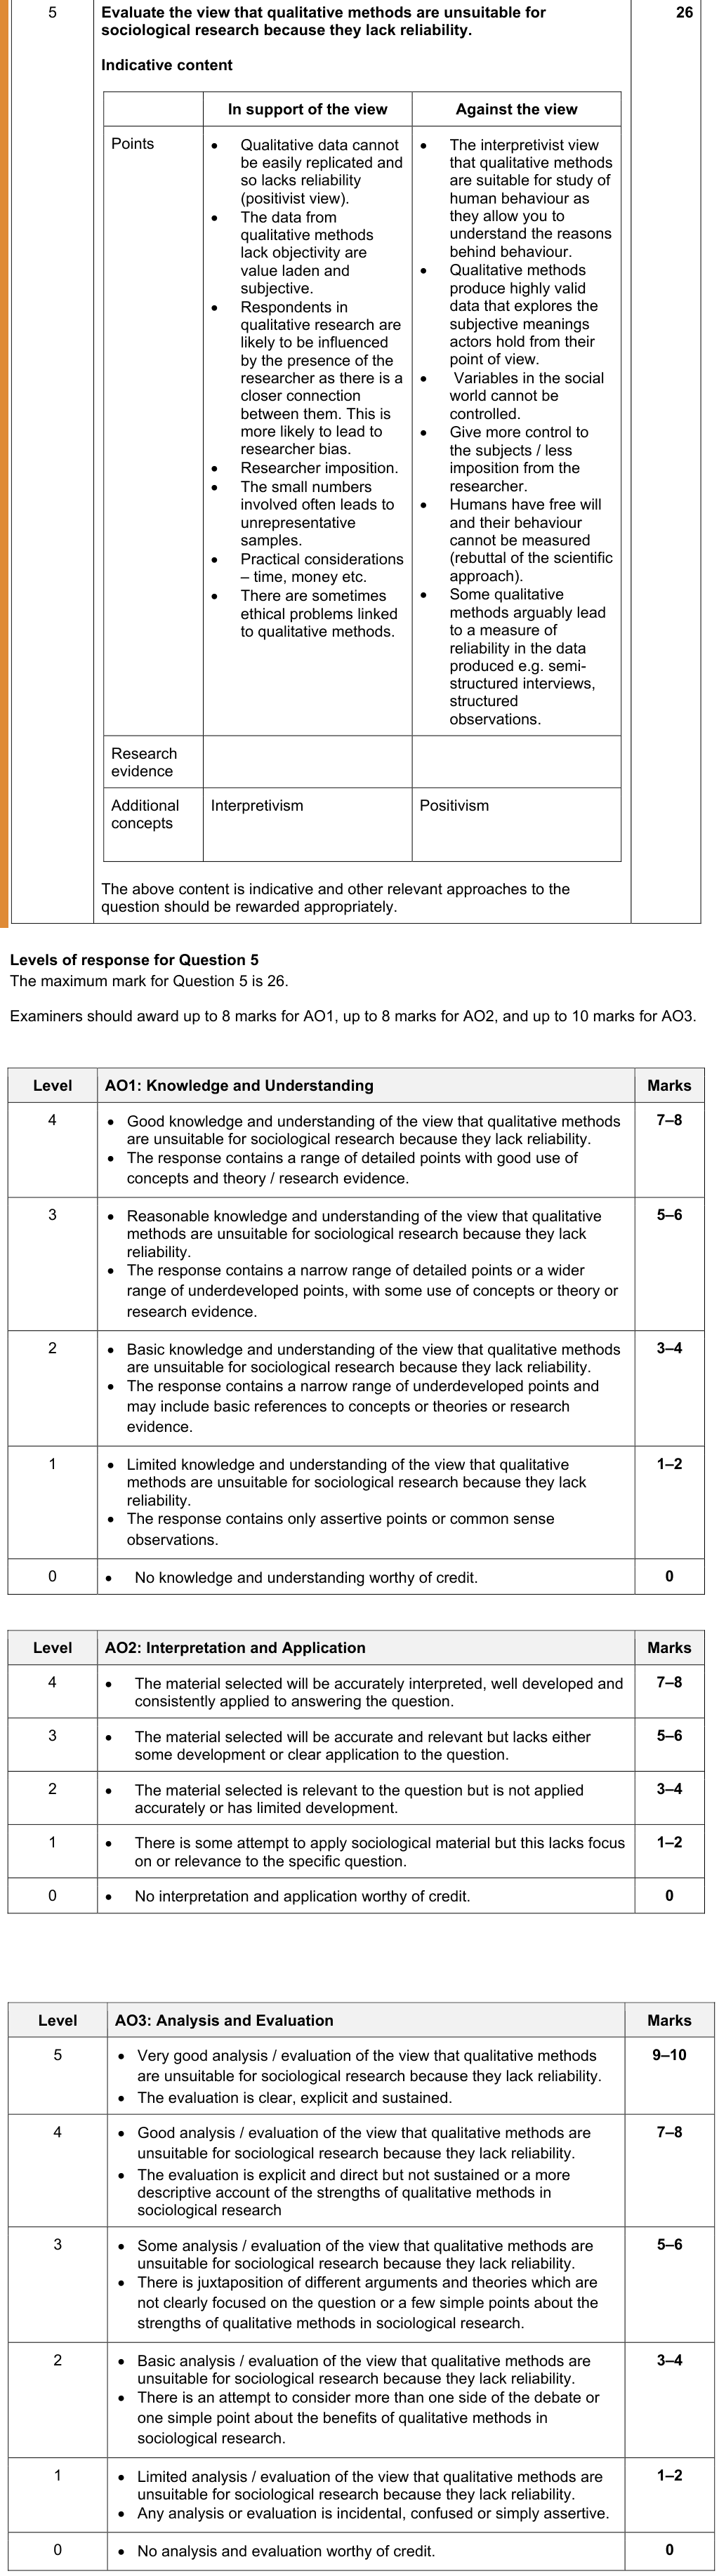 5
Evaluate the view that qualitative methods are unsuitable for
sociological research because they lack reliability.
26
Indicative content
In support of the view
Against the view
Points
• Qualitative data cannot
be easily replicated and
so lacks reliability
(positivist view).
• The data from
qualitative methods
lack objectivity are
value laden and
subjective.
• Respondents in
qualitative research are
likely to be influenced
by the presence of the
researcher as there is a
closer connection
between them. This is
more likely to lead to
researcher bias.
• Researcher imposition.
• The small numbers
involved often leads to
unrepresentative
samples.
• Practical considerations
– time, money etc.
• There are sometimes
ethical problems linked
to qualitative methods.
• The interpretivist view
that qualitative methods
are suitable for study of
human behaviour as
they allow you to
understand the reasons
behind behaviour.
• Qualitative methods
produce highly valid
data that explores the
subjective meanings
actors hold from their
point of view.
• Variables in the social
world cannot be
controlled.
• Give more control to
the subjects / less
imposition from the
researcher.
• Humans have free will
and their behaviour
cannot be measured
(rebuttal of the scientific
approach).
• Some qualitative
methods arguably lead
to a measure of
reliability in the data
produced e.g. semi-
structured interviews,
structured
observations.
Research
evidence
Additional
concepts
Interpretivism
Positivism
The above content is indicative and other relevant approaches to the
question should be rewarded appropriately.
Levels of response for Question 5
The maximum mark for Question 5 is 26.
Examiners should award up to 8 marks for AO1, up to 8 marks for AO2, and up to 10 marks for AO3.
Level AO1: Knowledge and Understanding Marks
4
• Good knowledge and understanding of the view that qualitative methods
are unsuitable for sociological research because they lack reliability.
• The response contains a range of detailed points with good use of
concepts and theory / research evidence.
7–8
3
• Reasonable knowledge and understanding of the view that qualitative
methods are unsuitable for sociological research because they lack
reliability.
• The response contains a narrow range of detailed points or a wider
range of underdeveloped points, with some use of concepts or theory or
research evidence.
5–6
2
• Basic knowledge and understanding of the view that qualitative methods
are unsuitable for sociological research because they lack reliability.
• The response contains a narrow range of underdeveloped points and
may include basic references to concepts or theories or research
evidence.
3–4
1
• Limited knowledge and understanding of the view that qualitative
methods are unsuitable for sociological research because they lack
reliability.
• The response contains only assertive points or common sense
observations.
1–2
0
• No knowledge and understanding worthy of credit.
0
Level AO2: Interpretation and Application Marks
4
• The material selected will be accurately interpreted, well developed and
consistently applied to answering the question.
7–8
3
• The material selected will be accurate and relevant but lacks either
some development or clear application to the question.
5–6
2
• The material selected is relevant to the question but is not applied
accurately or has limited development.
3–4
1
• There is some attempt to apply sociological material but this lacks focus
on or relevance to the specific question.
1–2
0
• No interpretation and application worthy of credit.
0
Level AO3: Analysis and Evaluation Marks
5
• Very good analysis / evaluation of the view that qualitative methods
are unsuitable for sociological research because they lack reliability.
• The evaluation is clear, explicit and sustained.
9–10
4
• Good analysis / evaluation of the view that qualitative methods are
unsuitable for sociological research because they lack reliability.
• The evaluation is explicit and direct but not sustained or a more
descriptive account of the strengths of qualitative methods in
sociological research
7–8
3
• Some analysis / evaluation of the view that qualitative methods are
unsuitable for sociological research because they lack reliability.
• There is juxtaposition of different arguments and theories which are
not clearly focused on the question or a few simple points about the
strengths of qualitative methods in sociological research.
5–6
2
• Basic analysis / evaluation of the view that qualitative methods are
unsuitable for sociological research because they lack reliability.
• There is an attempt to consider more than one side of the debate or
one simple point about the benefits of qualitative methods in
sociological research.
3–4
1
• Limited analysis / evaluation of the view that qualitative methods are
unsuitable for sociological research because they lack reliability.
• Any analysis or evaluation is incidental, confused or simply assertive.
1–2
0
• No analysis and evaluation worthy of credit.
0